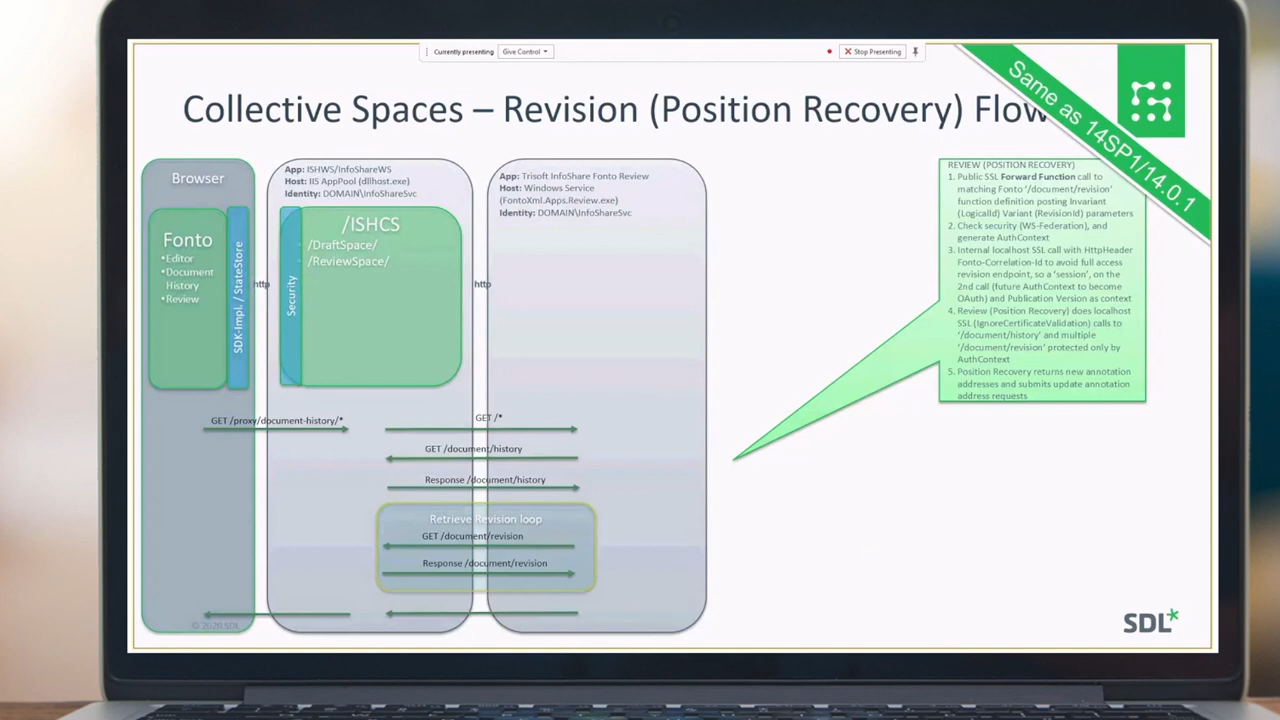 Currently presenting
Give Control
Stop Presenting
Collective Spaces – Revision (Position Recovery) Flow
Same as 14SP1/14.0.1
Browser
Fonto
•Editor
•Document
History
•Review
SDK-Impl. / StateStore
http
App: ISHWS/InfoShareWS
Host: IIS AppPool (dllhost.exe)
Identity: DOMAIN\InfoShareSvc
Security
/ISHCS
/DraftSpace/
/ReviewSpace/
http
App: Trisoft InfoShare Fonto Review
Host: Windows Service
(FontoXml.Apps.Review.exe)
Identity: DOMAIN\InfoShareSvc
REVIEW (POSITION RECOVERY)
1. Public SSL Forward Function call to
matching Fonto '/document/revision'
function definition positing Invariant
(LogicalId) Variant (RevisionId) parameters
2. Check security (WS-Federation), and
generate AuthContext
3. Internal localhost SSL call with HttpHeader
Fonto-Correlation-Id to avoid full access
revision endpoint, so a 'session', on the
2nd call (future AuthContext to become
OAuth) and Publication Version as context
4. Review (Position Recovery) does localhost
SSL (IgnoreCertificateValidation) calls to
'/document/history' and multiple
'/document/revision' protected only by
AuthContext
5. Position Recovery returns new annotation
addresses and submits update annotation
address requests
GET /proxy/document-history/*
GET /*
GET /document/history
Response /document/history
Retrieve Revision loop
GET /document/revision
Response /document/revision
© 2020 SDL
SDL*